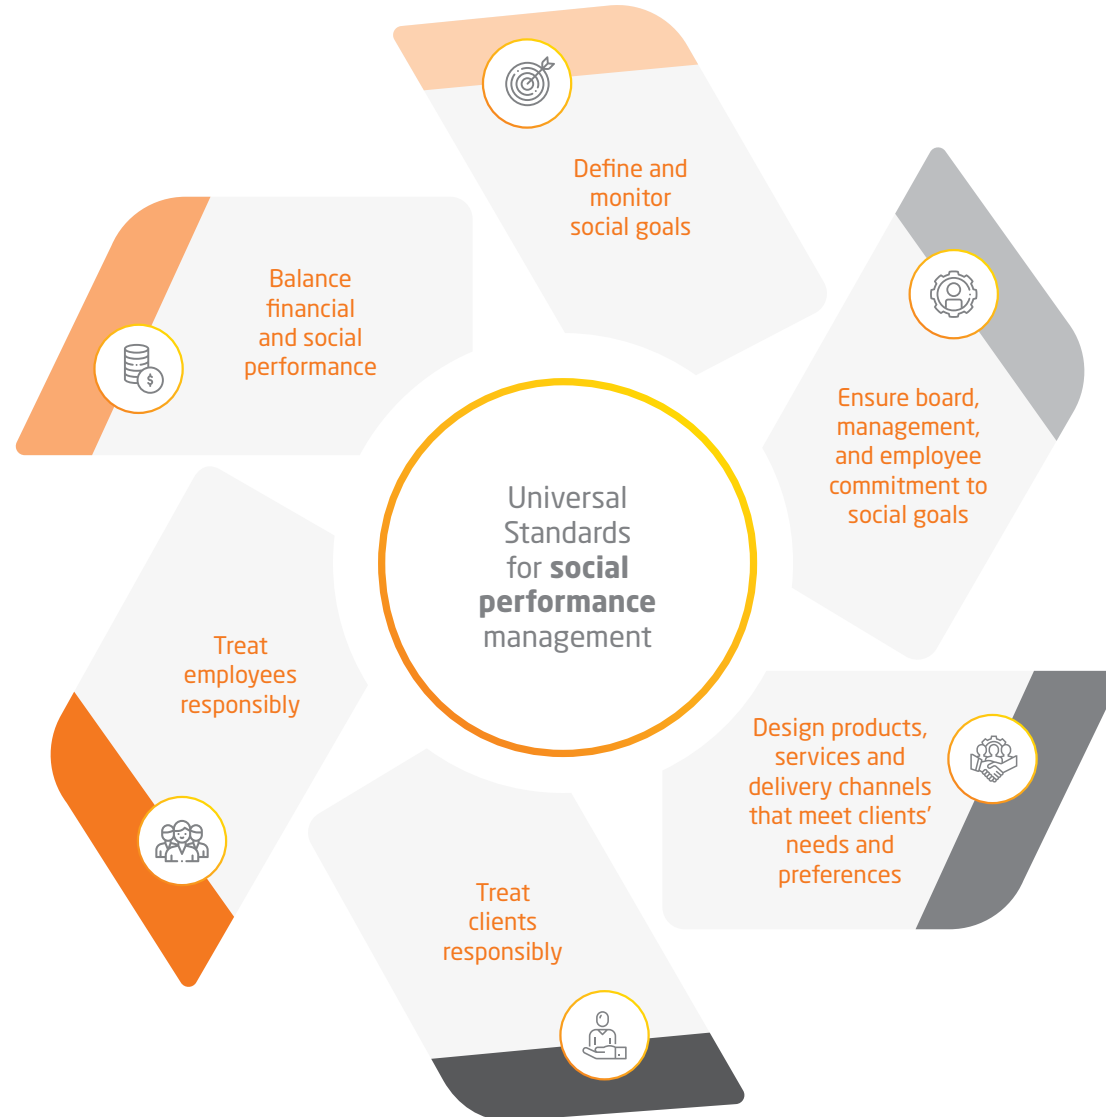 Define and
monitor
social goals
Ensure board,
management,
and employee
commitment to
social goals
Design products,
services and
delivery channels
that meet clients’
needs and
preferences
Treat
clients
responsibly
Treat
employees
responsibly
Balance
financial
and social
performance
Universal
Standards
for social
performance
management
$